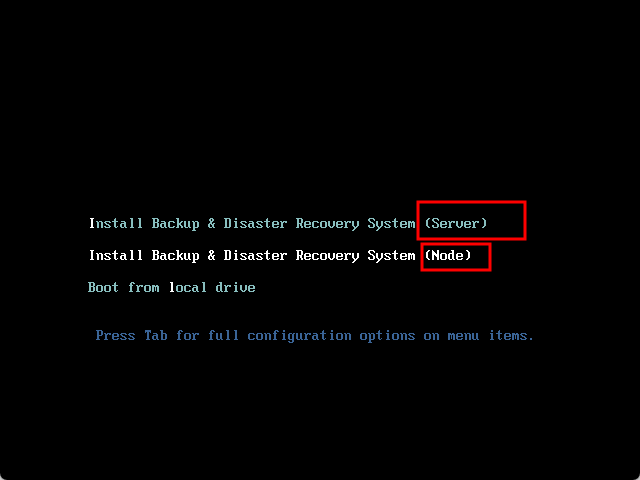 Install Backup & Disaster Recovery System (Server)
Install Backup & Disaster Recovery System (Node)
Boot from local drive
Press Tab for full configuration options on menu items.